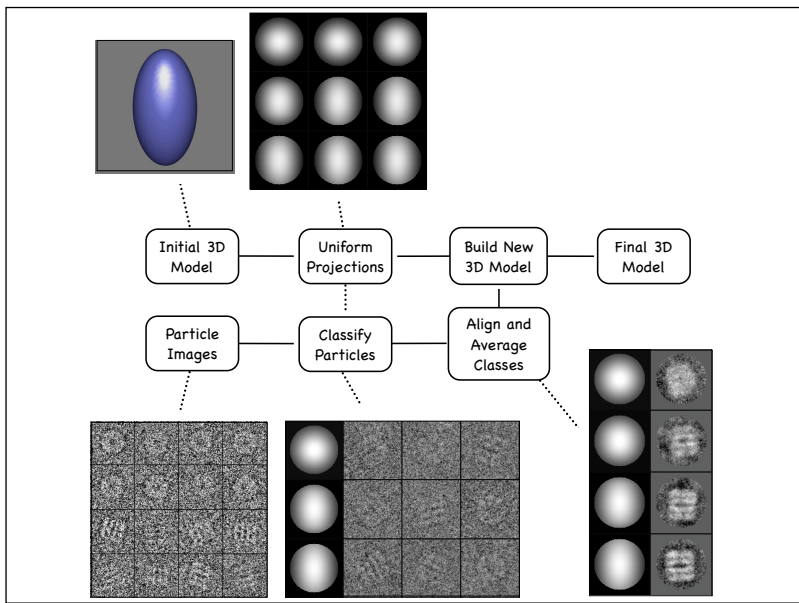 Initial 3D
Model
Uniform
Projections
Build New
3D Model
Final 3D
Model
Particle
Images
Classify
Particles
Align and
Average
Classes